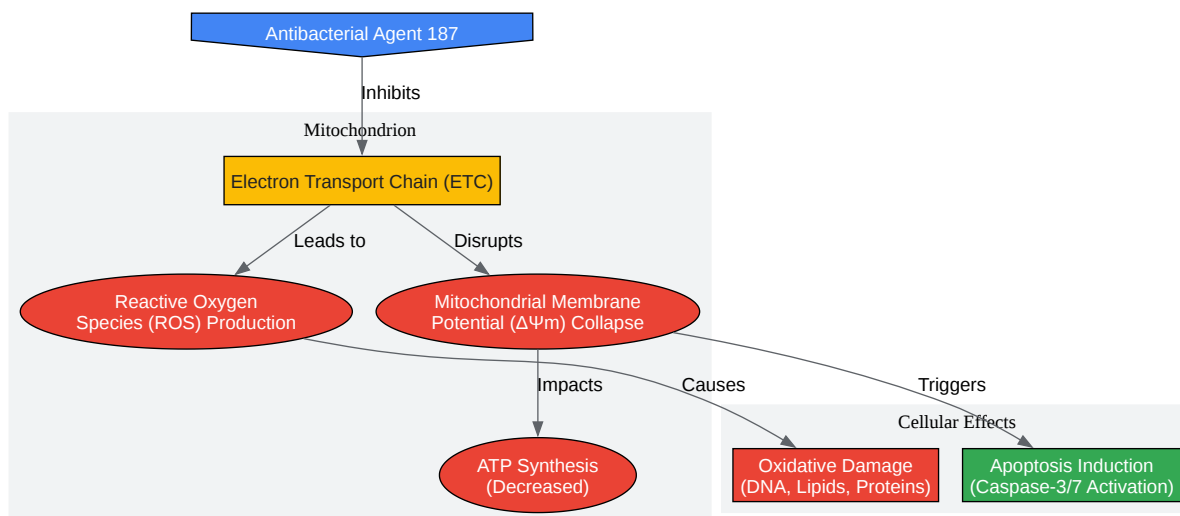 Antibacterial Agent 187
Inhibits
Mitochondrion
Electron Transport Chain (ETC)
Leads to
Disrupts
Reactive Oxygen
Species (ROS) Production
Mitochondrial Membrane
Potential (ΔΨm) Collapse
Impacts
Causes
Triggers
Cellular Effects
ATP Synthesis
(Decreased)
Oxidative Damage
(DNA, Lipids, Proteins)
Apoptosis Induction
(Caspase-3/7 Activation)